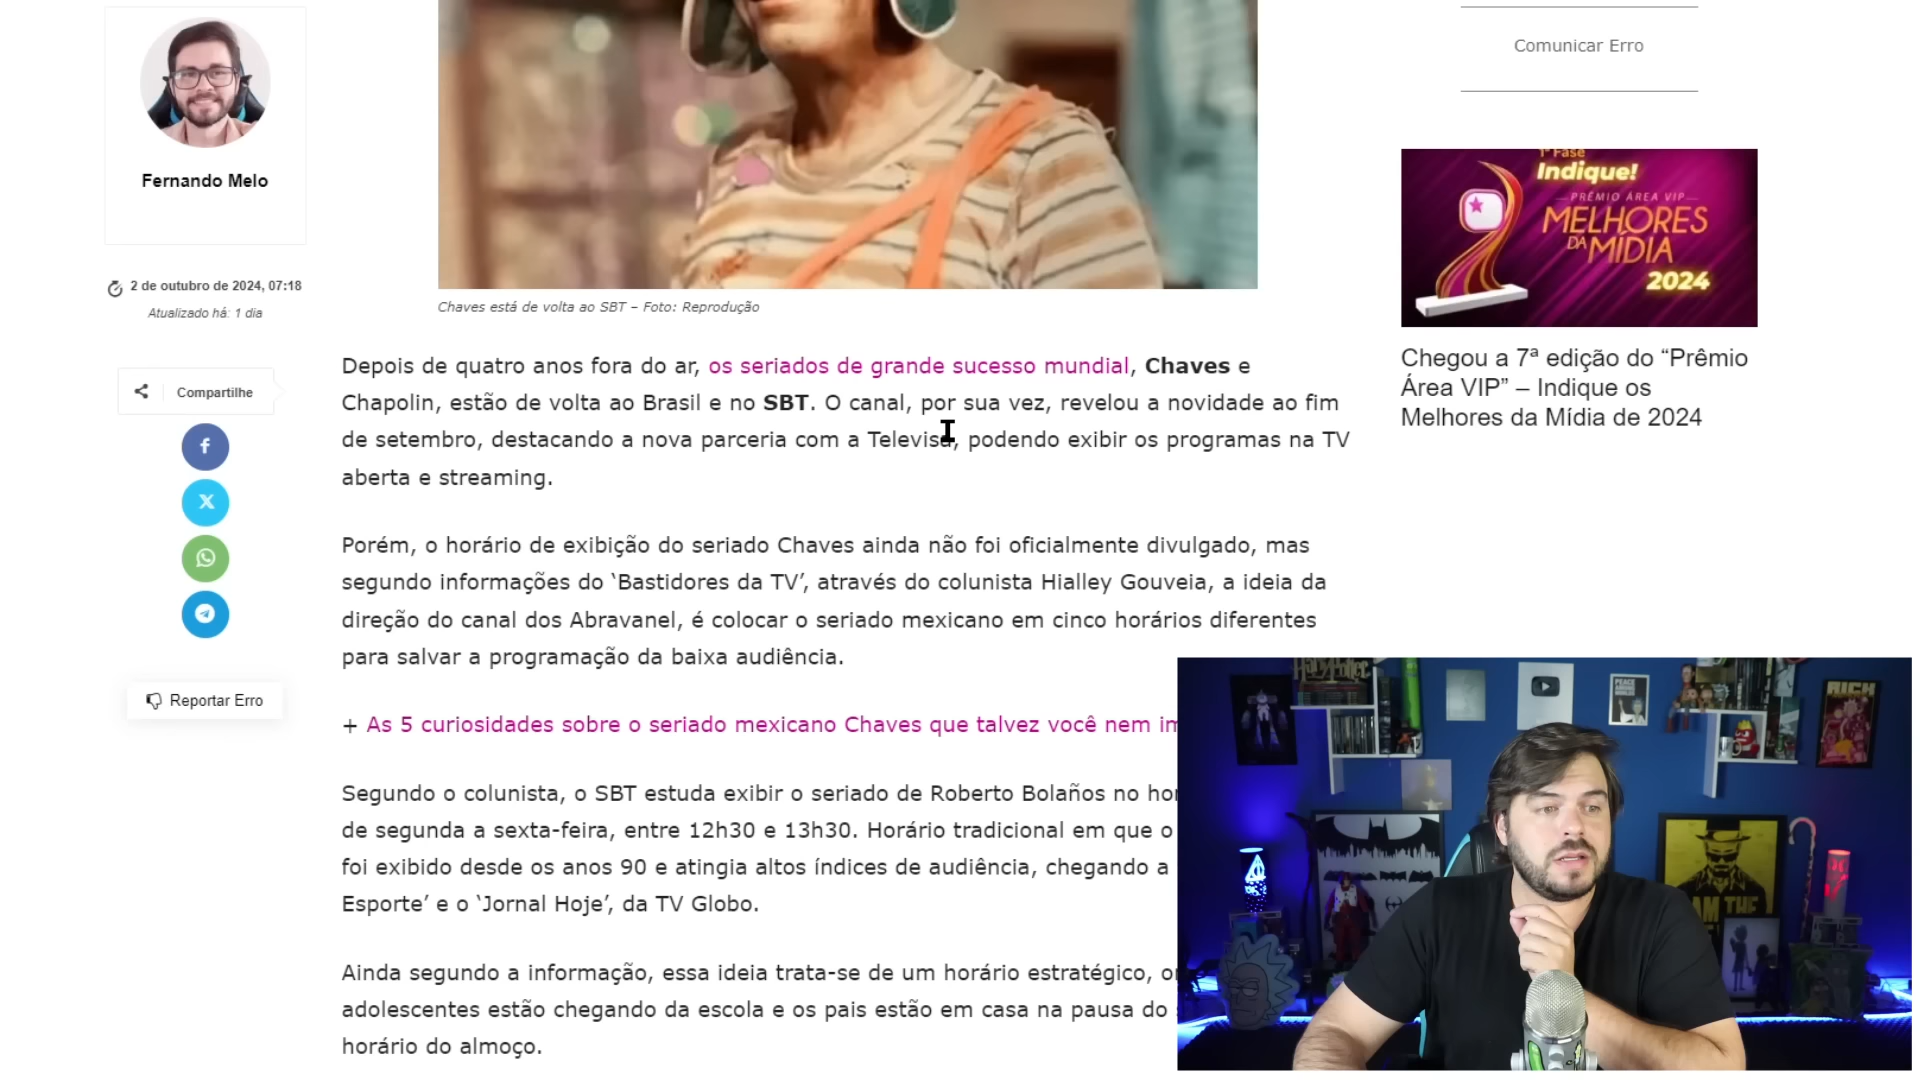 Fernando Melo
2 de outubro de 2024, 07:18
Atualizado há: 1 dia
Compartilhe
Reportar Erro
Chaves está de volta ao SBT – Foto: Reprodução
Depois de quatro anos fora do ar, os seriados de grande sucesso mundial, Chaves e
Chapolin, estão de volta ao Brasil e no SBT. O canal, por sua vez, revelou a novidade ao fim
de setembro, destacando a nova parceria com a Televisa, podendo exibir os programas na TV
aberta e streaming.
Porém, o horário de exibição do seriado Chaves ainda não foi oficialmente divulgado, mas
segundo informações do ‘Bastidores da TV’, através do colunista Hialley Gouveia, a ideia da
direção do canal dos Abravanel, é colocar o seriado mexicano em cinco horários diferentes
para salvar a programação da baixa audiência.
+ As 5 curiosidades sobre o seriado mexicano Chaves que talvez você nem
Segundo o colunista, o SBT estuda exibir o seriado de Roberto Bolaños no
de segunda a sexta-feira, entre 12h30 e 13h30. Horário tradicional em que o
foi exibido desde os anos 90 e atingia altos índices de audiência, chegando a
Esporte’ e o ‘Jornal Hoje’, da TV Globo.
Ainda segundo a informação, essa ideia trata-se de um horário estratégico,
adolescentes estão chegando da escola e os pais estão em casa na pausa do
horário do almoço.
Comunicar Erro
1ª Fase
Indique!
PRÊMIO ÁREA VIP
MELHORES
DA MÍDIA
2024
Chegou a 7ª edição do “Prêmio
Área VIP” – Indique os
Melhores da Mídia de 2024
Harry Potter
PEACE
RICK
I AM THE